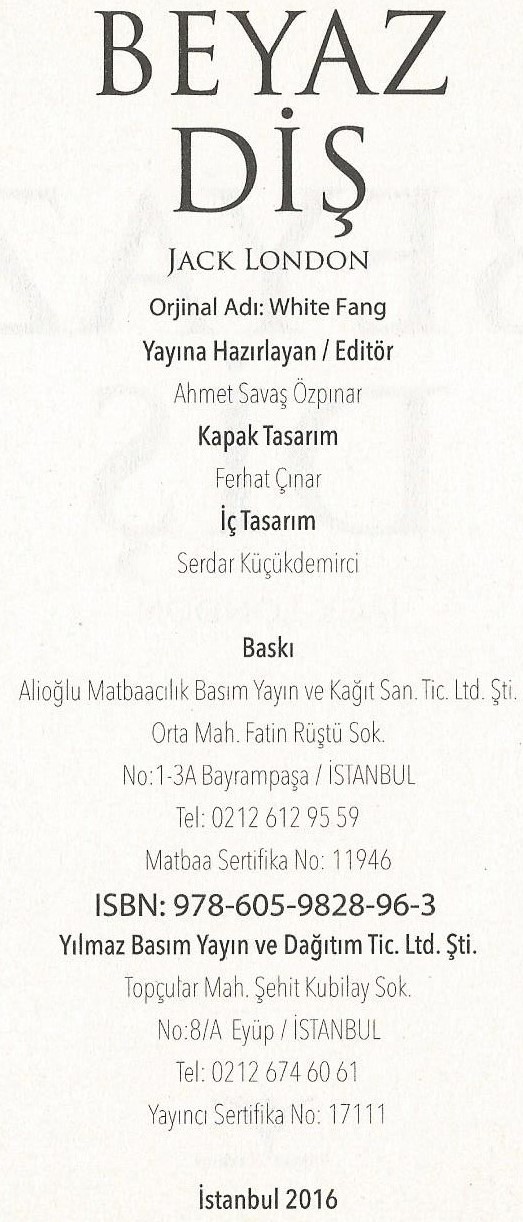 BEYAZ
DİŞ
JACK LONDON
Orjinal Adı: White Fang
Yayına Hazırlayan / Editör
Ahmet Savaş Özpınar
Kapak Tasarım
Ferhat Çınar
İç Tasarım
Serdar Küçükdemirci
Baskı
Alioğlu Matbaacılık Basım Yayın ve Kağıt San. Tic. Ltd. Şti.
Orta Mah. Fatin Rüştü Sok.
No:1-3A Bayrampaşa / İSTANBUL
Tel: 0212 612 95 59
Matbaa Sertifika No: 11946
ISBN: 978-605-9828-96-3
Yılmaz Basım Yayın ve Dağıtım Tic. Ltd. Şti.
Topçular Mah. Şehit Kubilay Sok.
No:8/A Eyüp / İSTANBUL
Tel: 0212 674 60 61
Yayıncı Sertifika No: 17111
İstanbul 2016